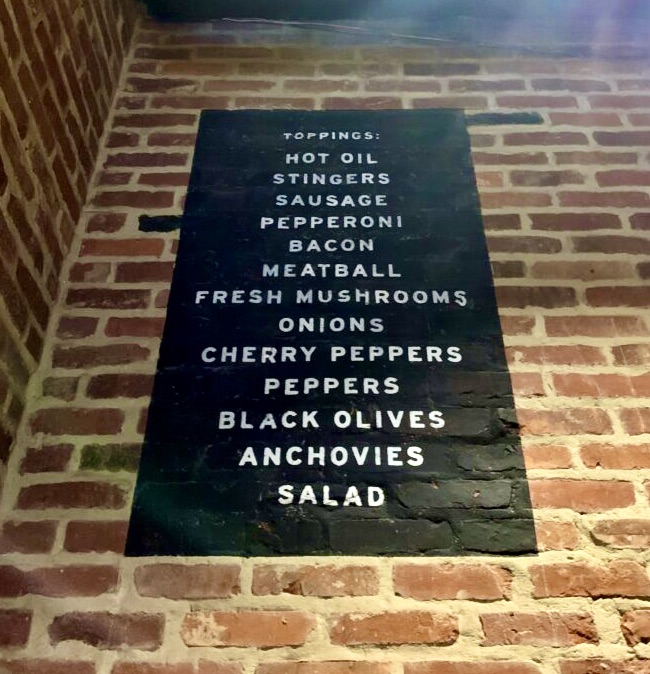 TOPPINGS:
HOT OIL
STINGERS
SAUSAGE
PEPPERONI
BACON
MEATBALL
FRESH MUSHROOMS
ONIONS
CHERRY PEPPERS
PEPPERS
BLACK OLIVES
ANCHOVIES
SALAD